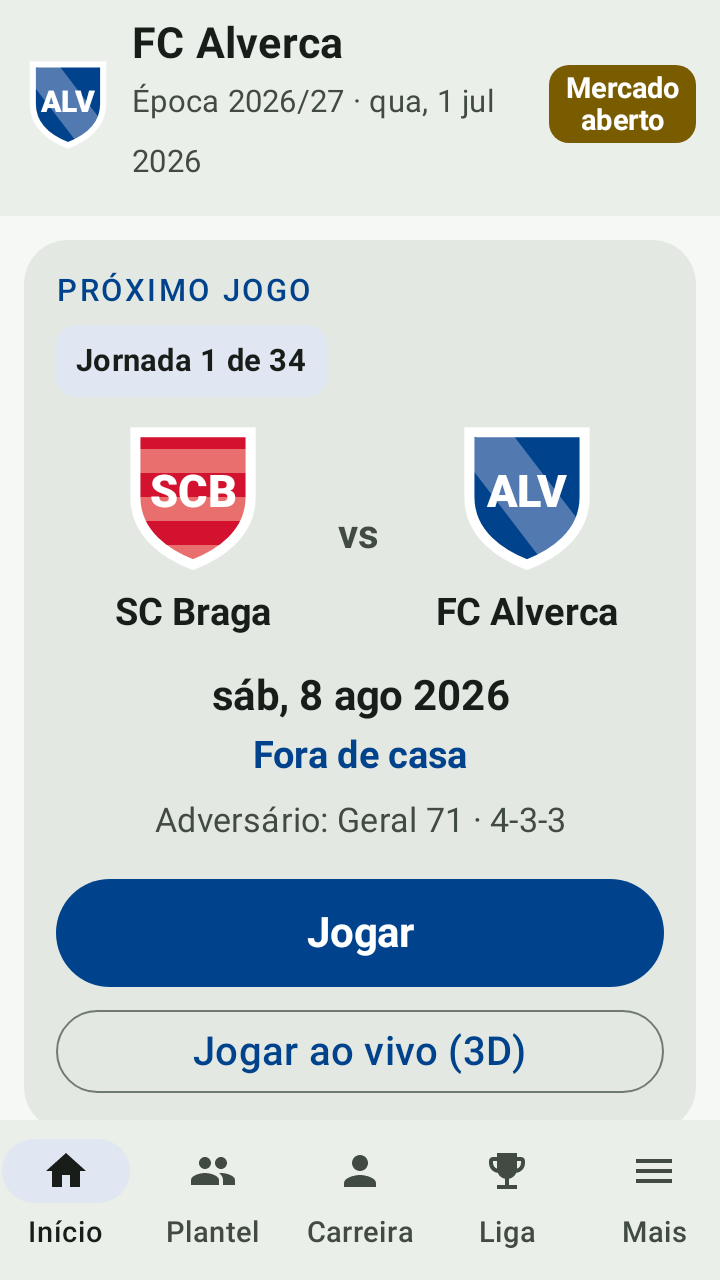 FC Alverca
ALV
Época 2026/27 · qua, 1 jul
2026
Mercado
aberto
PRÓXIMO JOGO
Jornada 1 de 34
SCB
vs
ALV
SC Braga
FC Alverca
sáb, 8 ago 2026
Fora de casa
Adversário: Geral 71 · 4-3-3
Jogar
Jogar ao vivo (3D)
Início
Plantel
Carreira
Liga
Mais